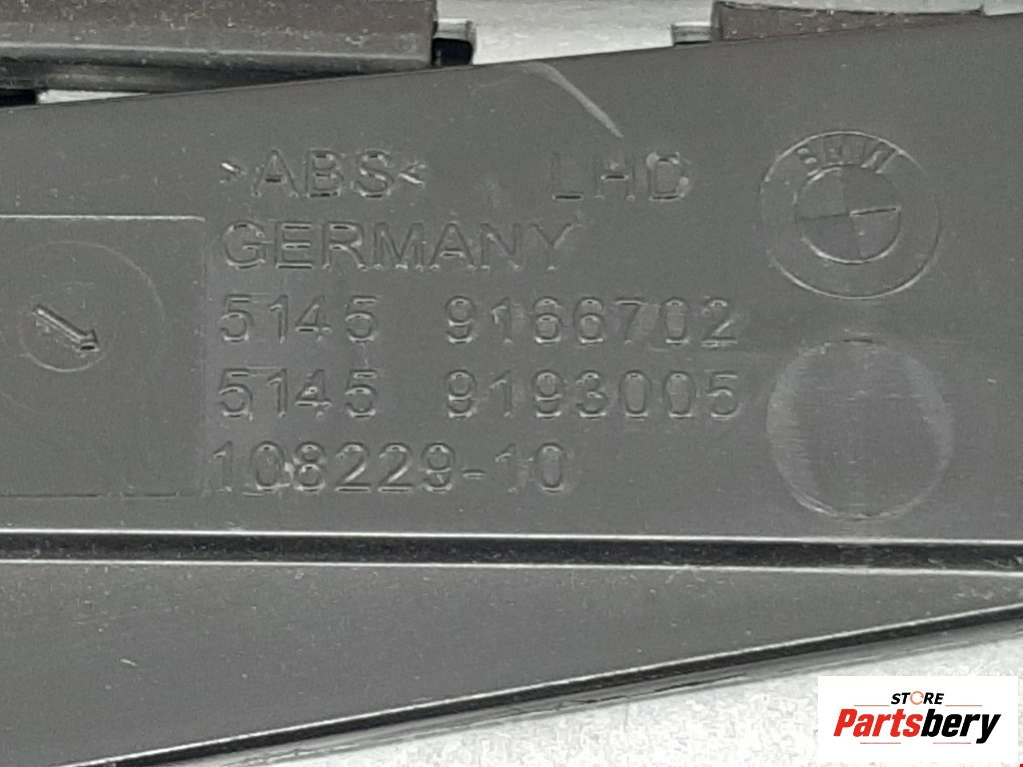 >ABS< LHD
BMW
GERMANY
5145 9166702
5145 9193005
108229-10
STORE
Partsbery